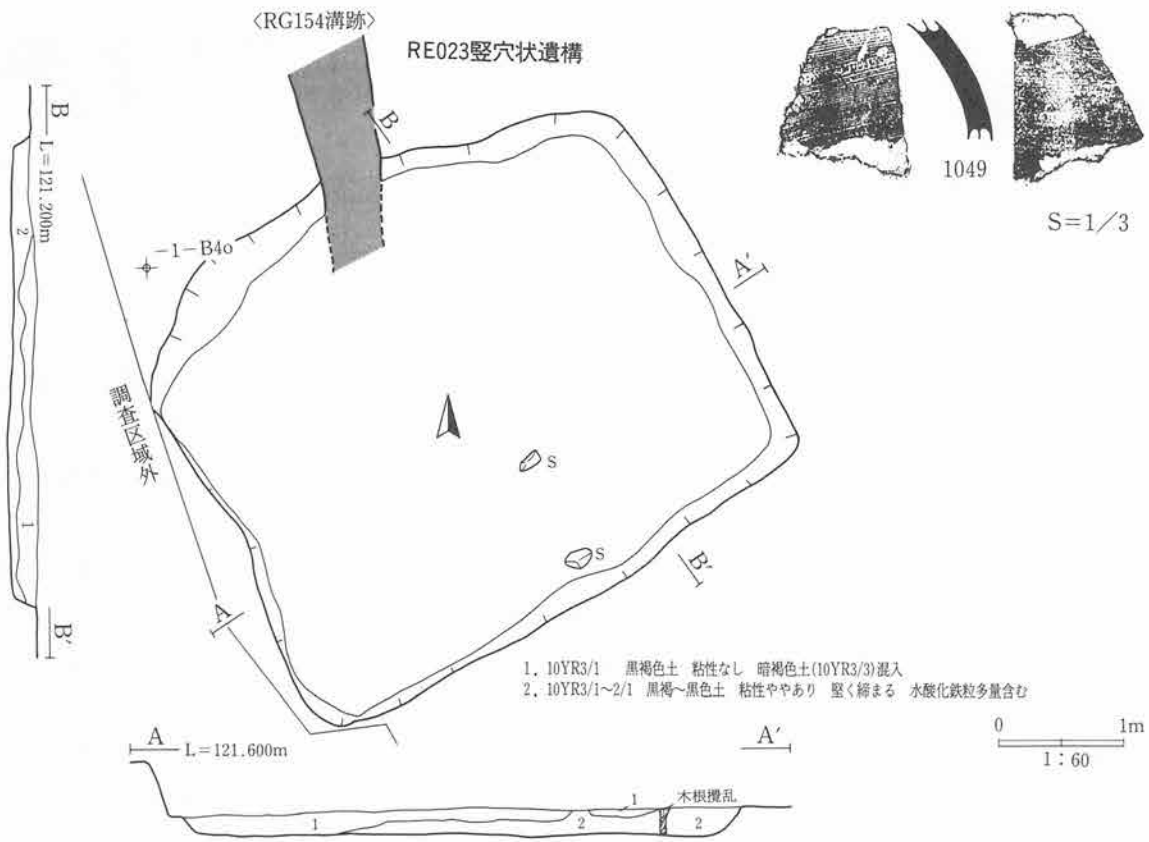 〈RG154溝跡〉
RE023竪穴状遺構
1049
S=1/3
B
L=121.200m
2
1
B′
-1-B4o
調査区域外
B
A′
S
S
B′
A
1. 10YR3/1 黒褐色土 粘性なし 暗褐色土(10YR3/3)混入
2. 10YR3/1~2/1 黒褐~黒色土 粘性ややあり 堅く締まる 水酸化鉄粒多量含む
0 1m
1:60
A L=121.600m A′
1 木根攪乱
1 2 2